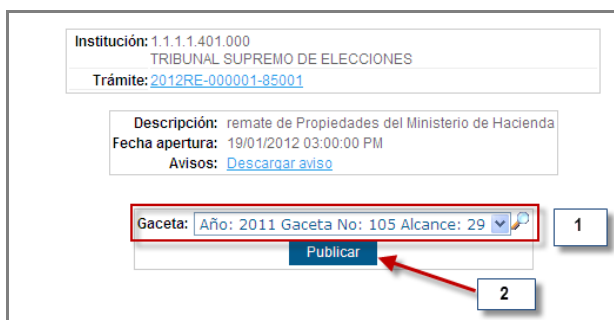 Institución: 1.1.1.1.401.000
TRIBUNAL SUPREMO DE ELECCIONES
Trámite: 2012RE-000001-85001
Descripción: remate de Propiedades del Ministerio de Hacienda
Fecha apertura: 19/01/2012 03:00:00 PM
Avisos: Descargar aviso
Gaceta: Año: 2011 Gaceta No: 105 Alcance: 29
1
Publicar
2